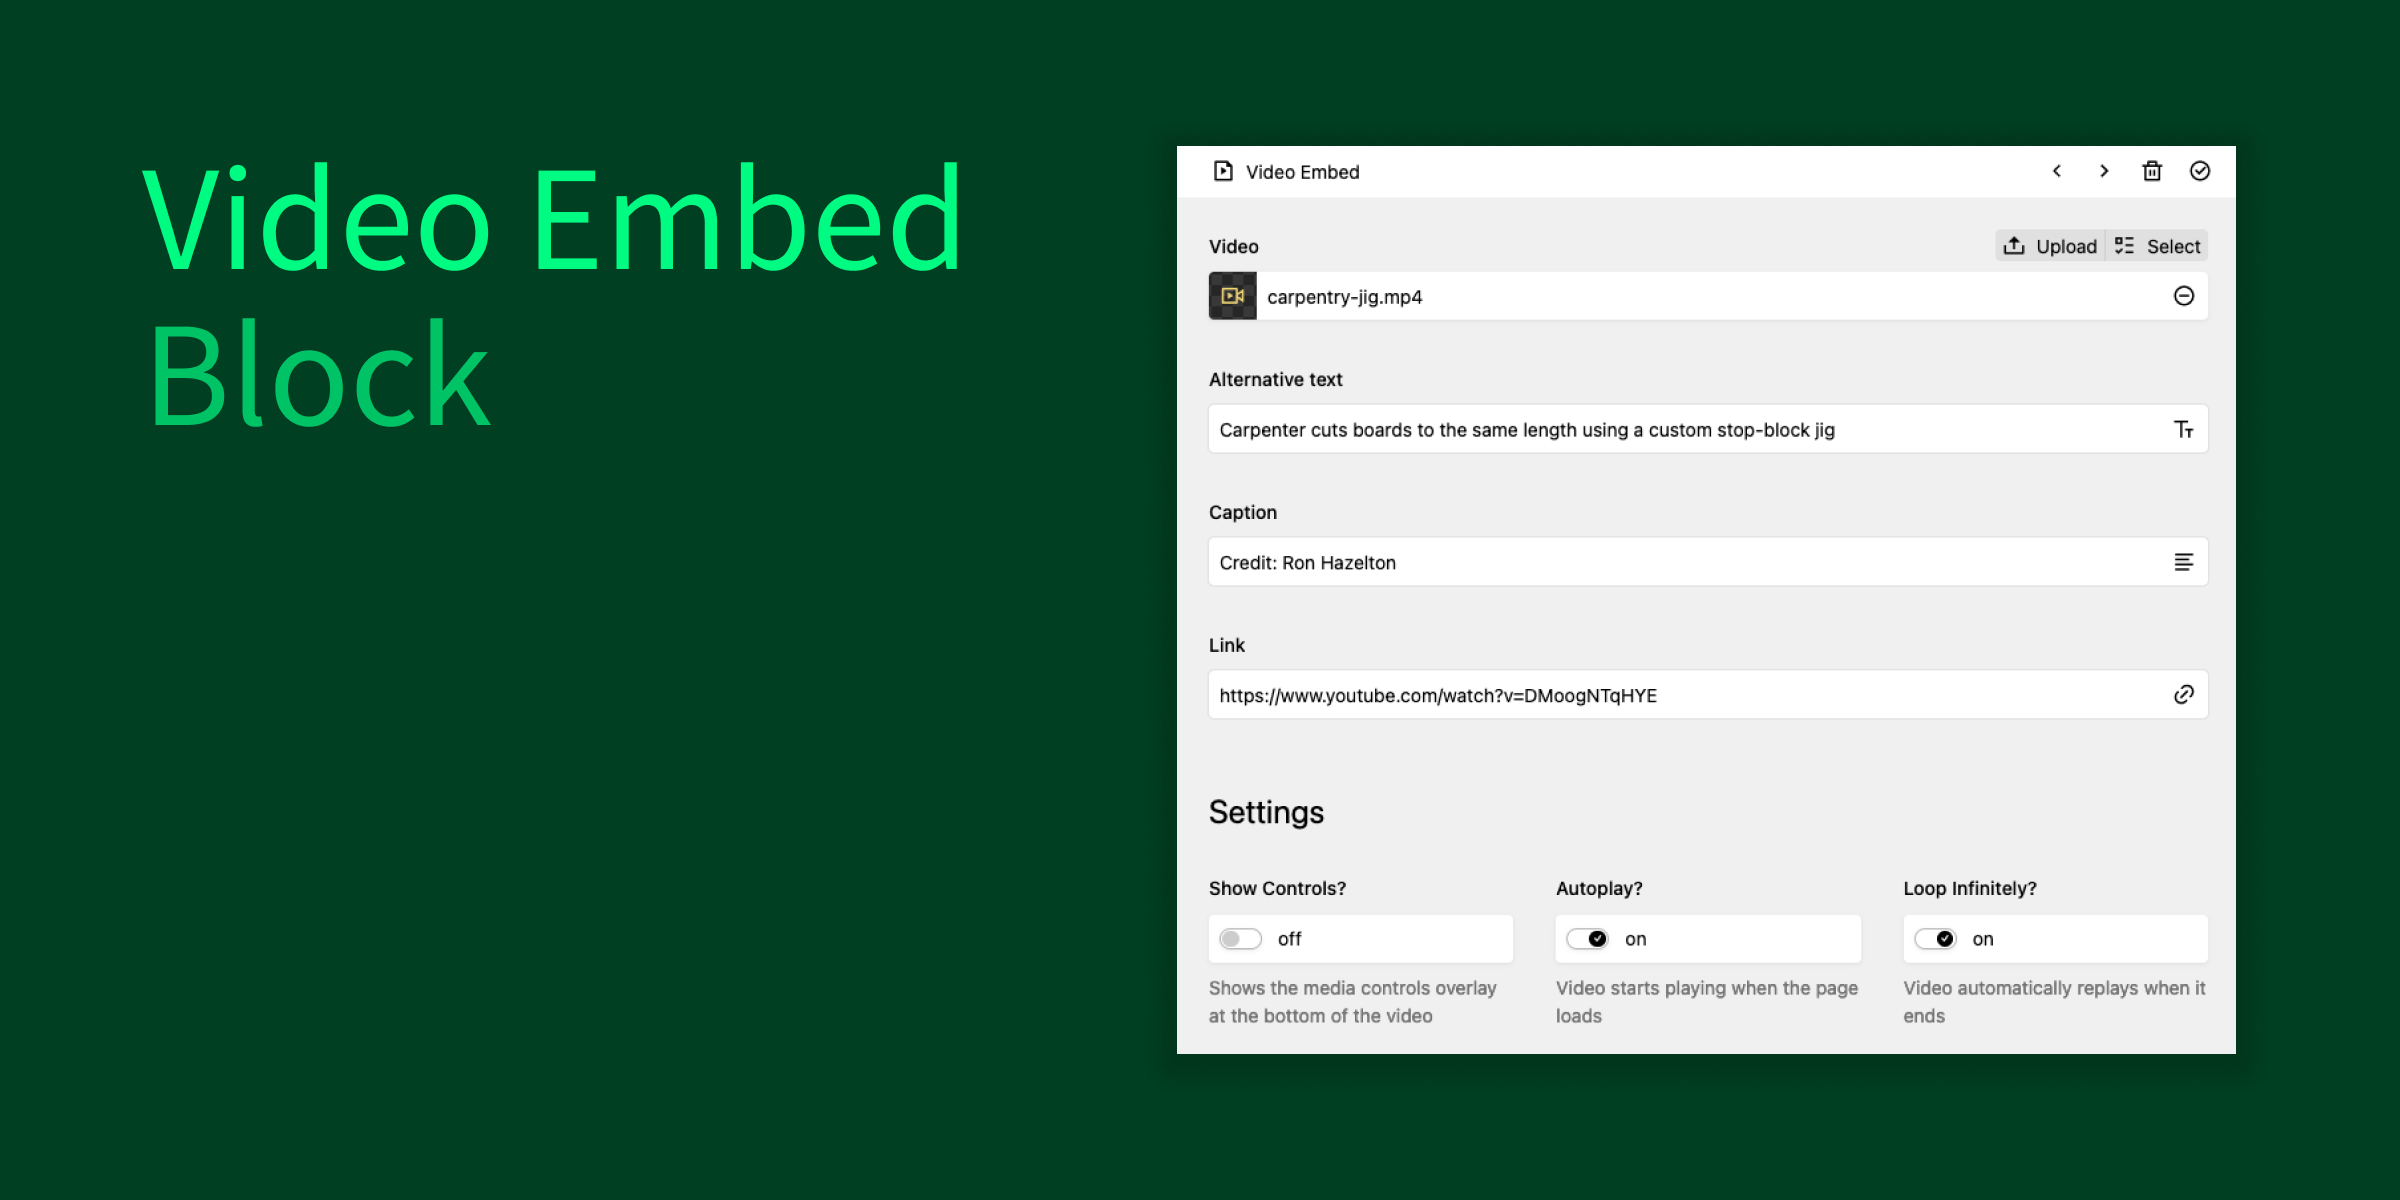 Video Embed
Block
Video Embed
Video
Upload
Select
carpentry-jig.mp4
Alternative text
Carpenter cuts boards to the same length using a custom stop-block jig
Caption
Credit: Ron Hazelton
Link
https://www.youtube.com/watch?v=DMoogNTqHYE
Settings
Show Controls?
off
Shows the media controls overlay
at the bottom of the video
Autoplay?
on
Video starts playing when the page
loads
Loop Infinitely?
on
Video automatically replays when it
ends